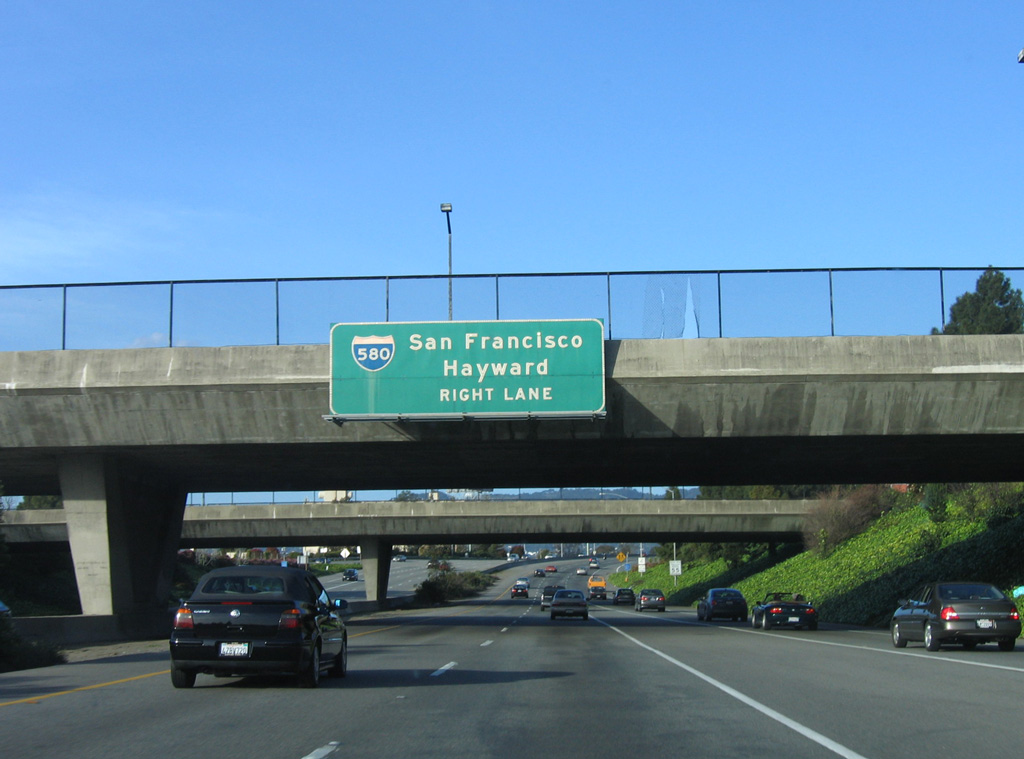 580
San Francisco
Hayward
RIGHT LANE